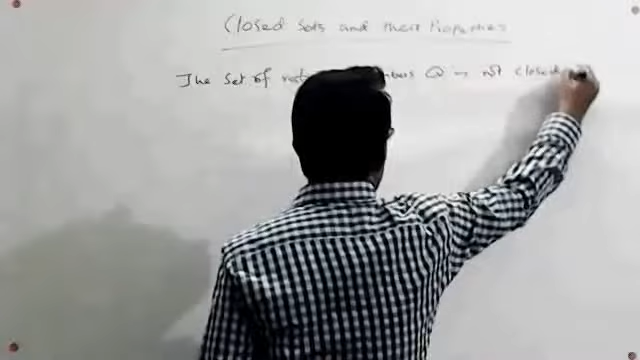 Closed Sets and their Properties
The Set of numbers Q is not closed